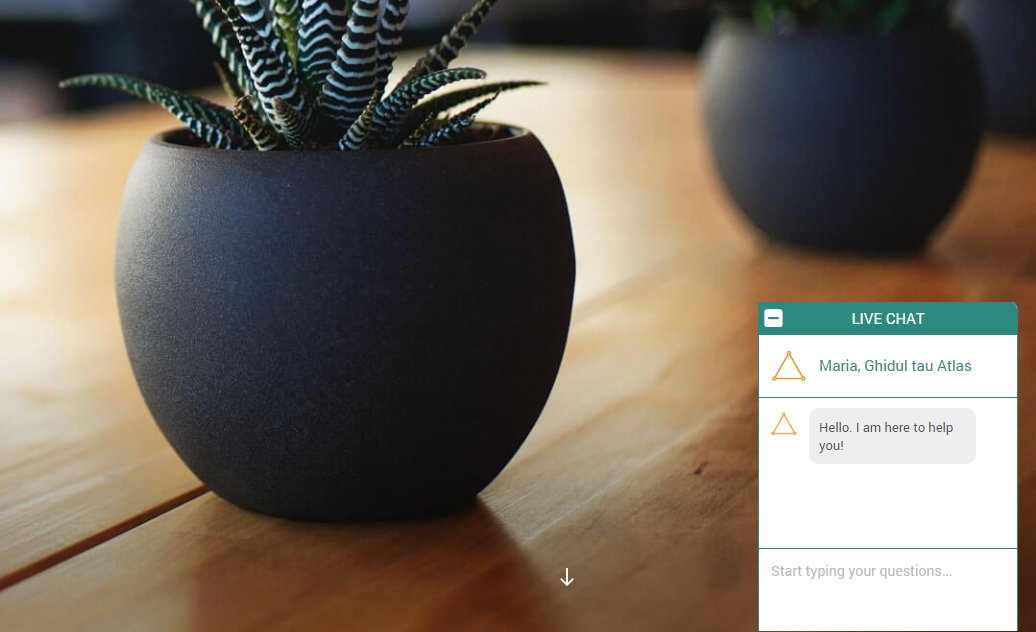 LIVE CHAT
Maria, Ghidul tau Atlas
Hello. I am here to help
you!
Start typing your questions...